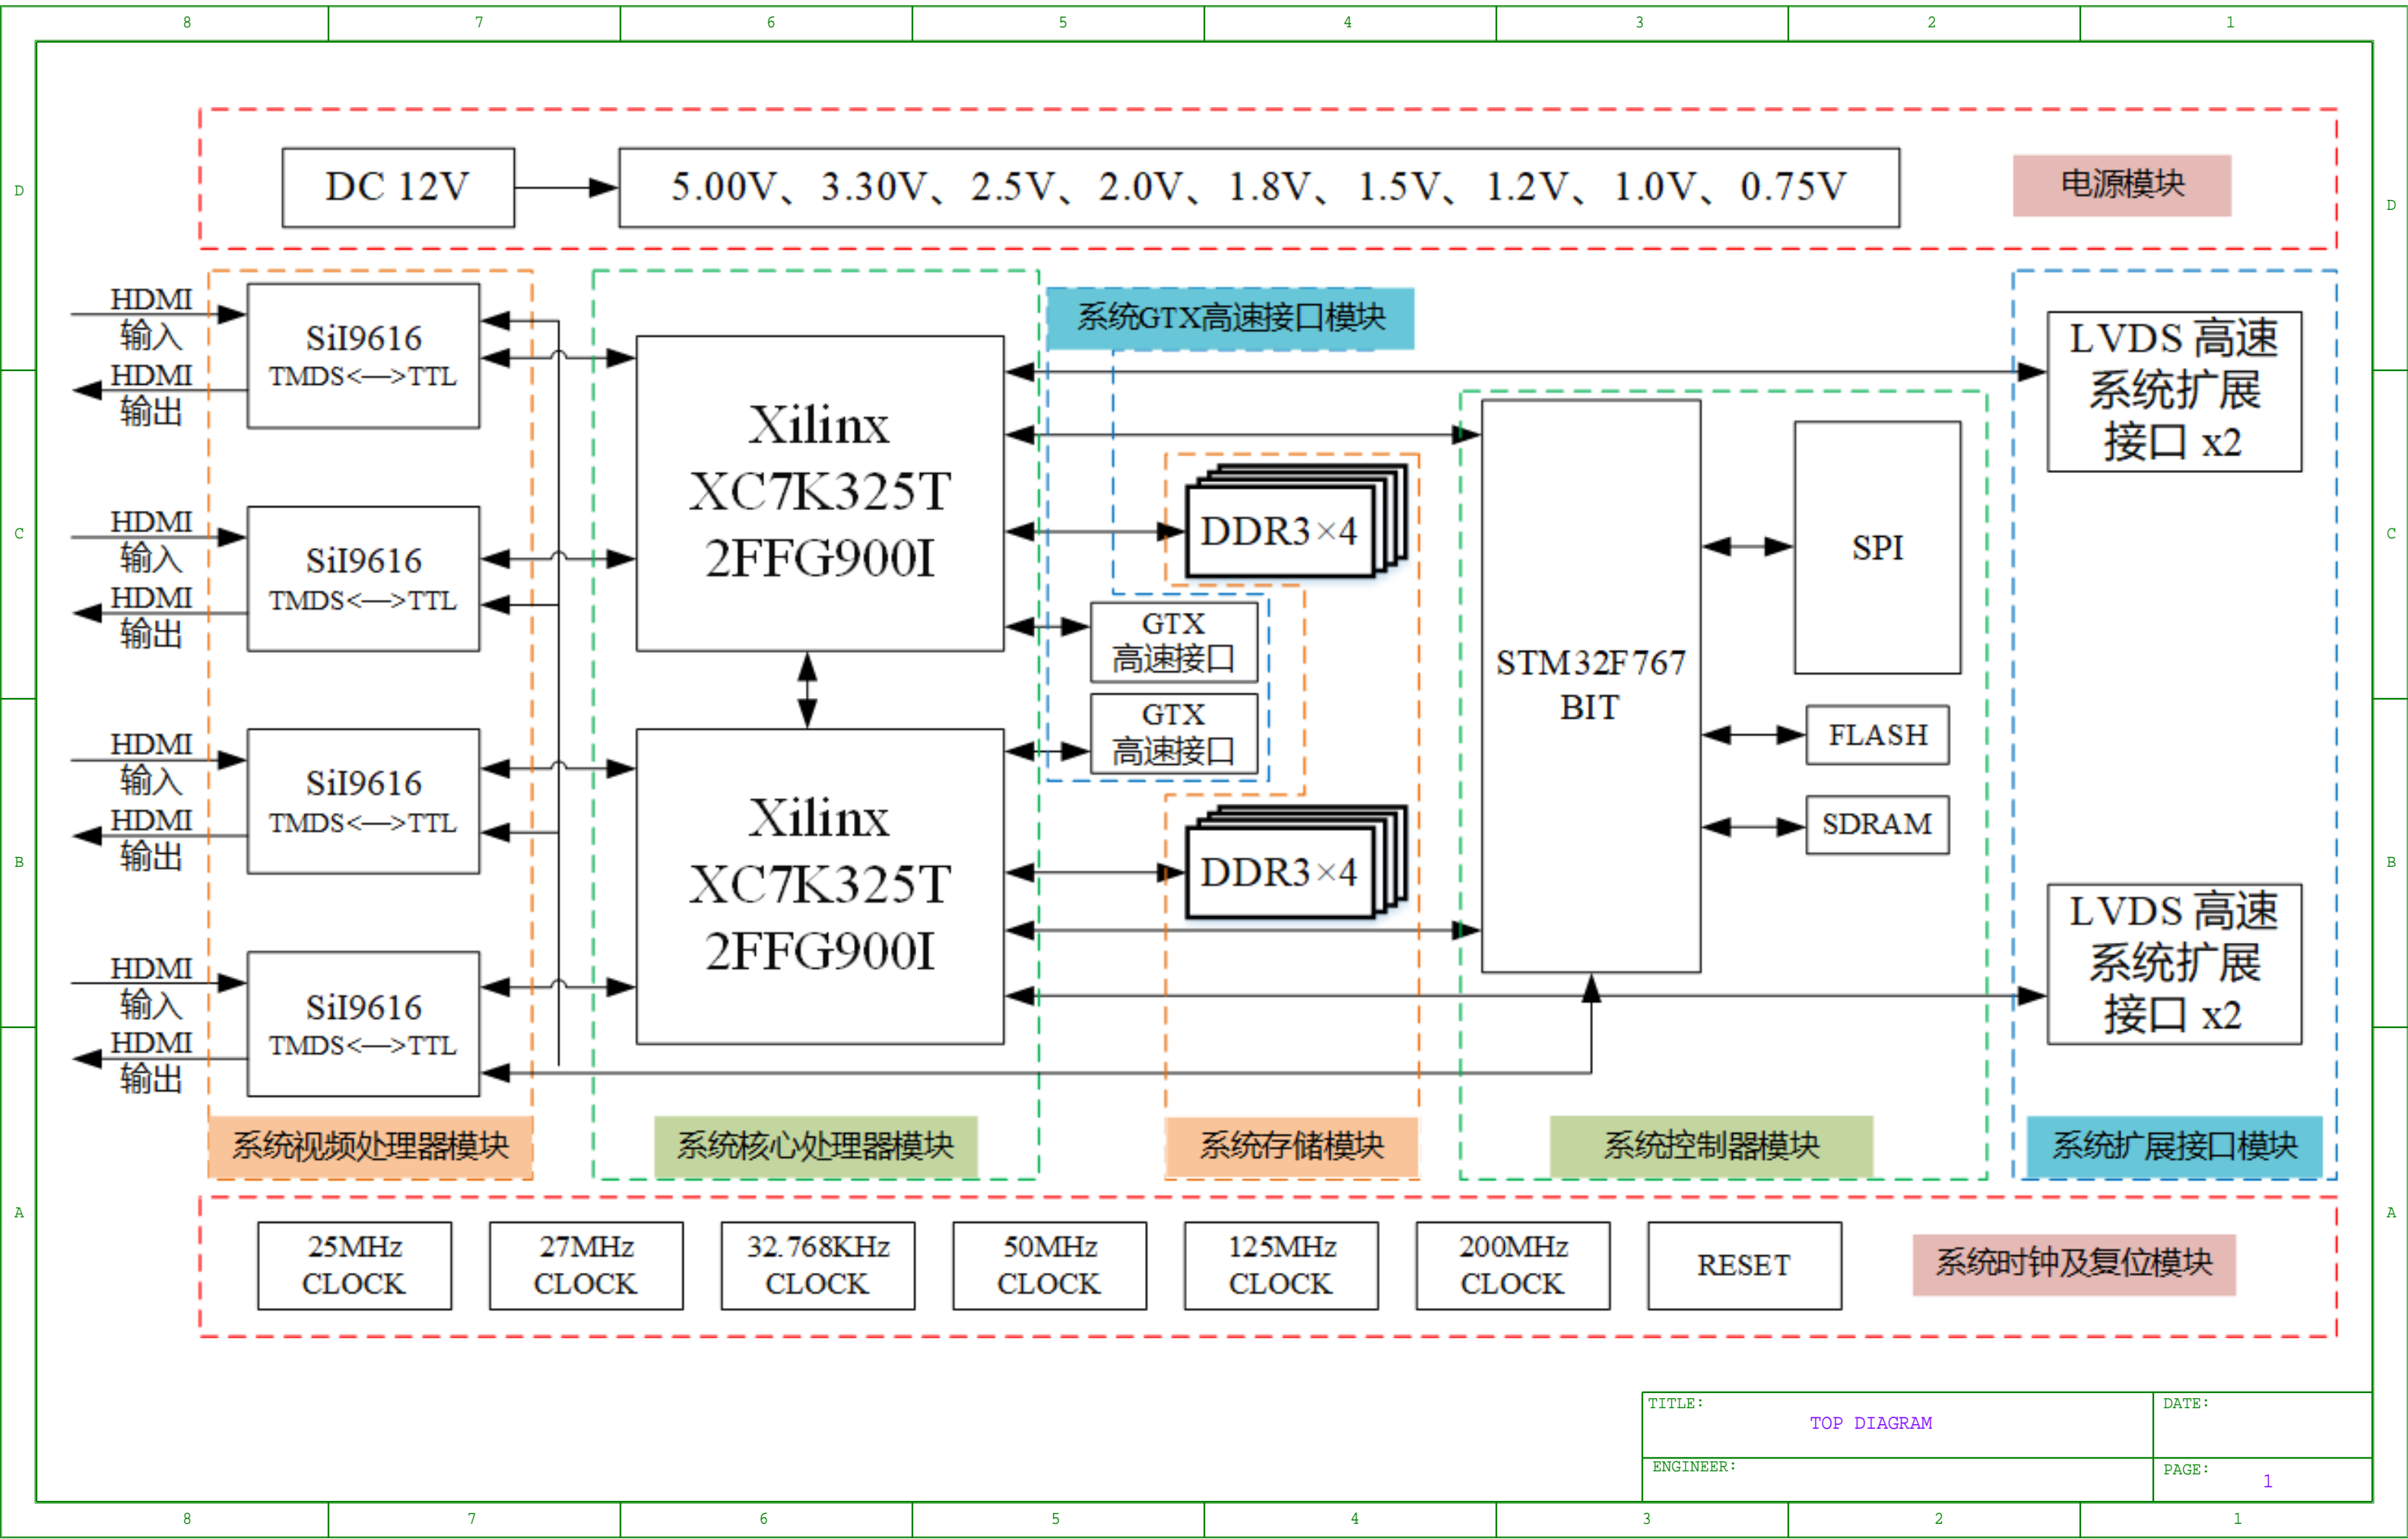 8 7 6 5 4 3 2 1
D
D
DC 12V
5.00V、3.30V、2.5V、2.0V、1.8V、1.5V、1.2V、1.0V、0.75V
电源模块
HDMI
输入
HDMI
输出
SiI9616
TMDS<—>TTL
HDMI
输入
HDMI
输出
SiI9616
TMDS<—>TTL
HDMI
输入
HDMI
输出
SiI9616
TMDS<—>TTL
HDMI
输入
HDMI
输出
SiI9616
TMDS<—>TTL
系统视频处理器模块
Xilinx
XC7K325T
2FFG900I
Xilinx
XC7K325T
2FFG900I
系统核心处理器模块
系统GTX高速接口模块
DDR3×4
GTX
高速接口
GTX
高速接口
DDR3×4
系统存储模块
STM32F767
BIT
SPI
FLASH
SDRAM
系统控制器模块
LVDS 高速
系统扩展
接口 x2
LVDS 高速
系统扩展
接口 x2
系统扩展接口模块
C
C
B
B
A
A
25MHz
CLOCK
27MHz
CLOCK
32.768KHz
CLOCK
50MHz
CLOCK
125MHz
CLOCK
200MHz
CLOCK
RESET
系统时钟及复位模块
TITLE:
TOP DIAGRAM
DATE:
ENGINEER:
PAGE:
1
8 7 6 5 4 3 2 1